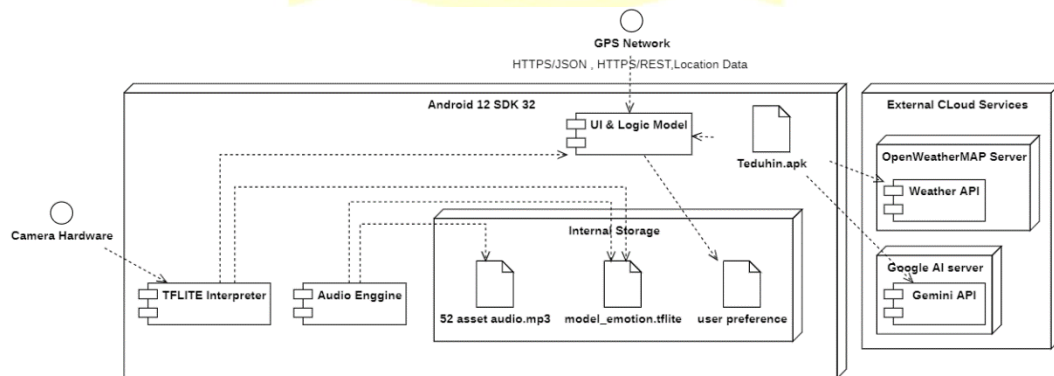 GPS Network
HTTPS/JSON , HTTPS/REST,Location Data
Android 12 SDK 32
External CLoud Services
UI & Logic Model
Teduhin.apk
OpenWeatherMAP Server
Weather API
Camera Hardware
Internal Storage
Google AI server
TFLITE Interpreter
Audio Enggine
Gemini API
52 asset audio.mp3
model_emotion.tflite
user preference